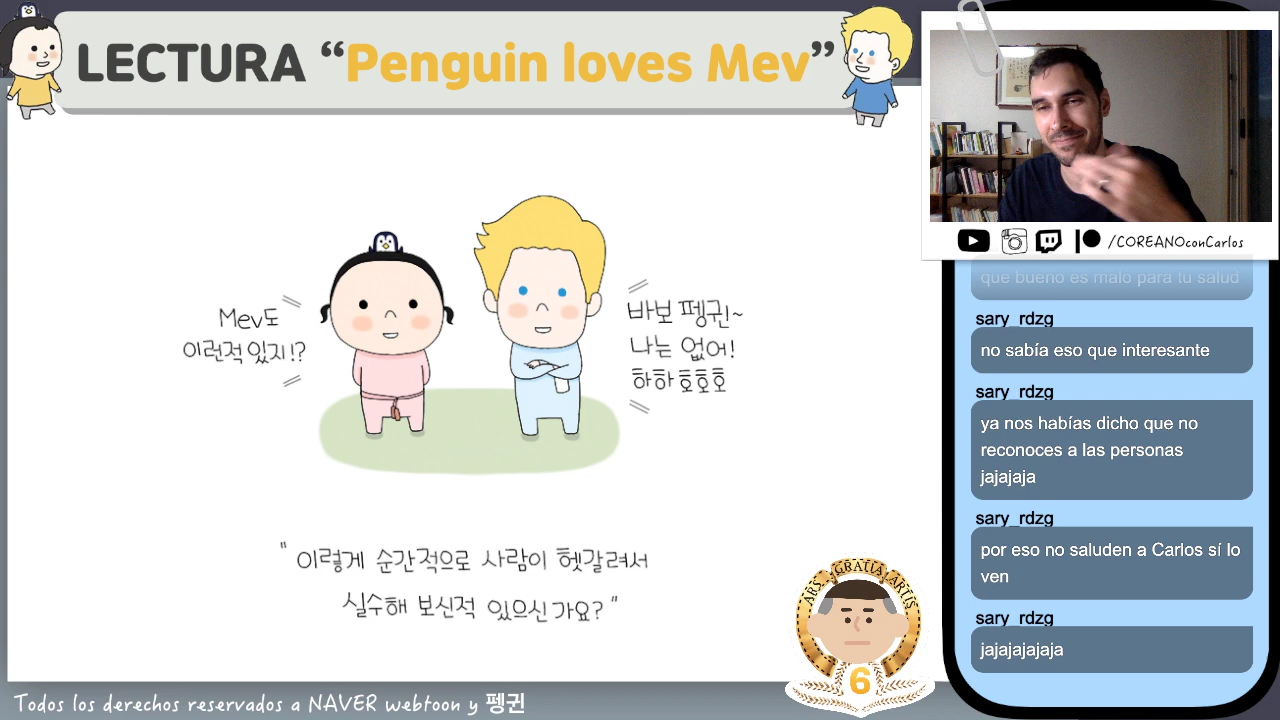 LECTURA “Penguin loves Mev”
Mev도
이런적 있지!?
바보 펭귄~
나는 없어!
하하 호호호
" 이렇게 순간적으로 사람이 헷갈려서
실수해 보신적 있으신가요? "
ARS GRATIA ARTIS
6
Todos los derechos reservados a NAVER webtoon y 펭귄
/COREANOconCarlos
que bueno es malo para tu salud
sary_rdzg
no sabía eso que interesante
sary_rdzg
ya nos habías dicho que no
reconoces a las personas
jajajaja
sary_rdzg
por eso no saluden a Carlos sí lo
ven
sary_rdzg
jajajajajaja